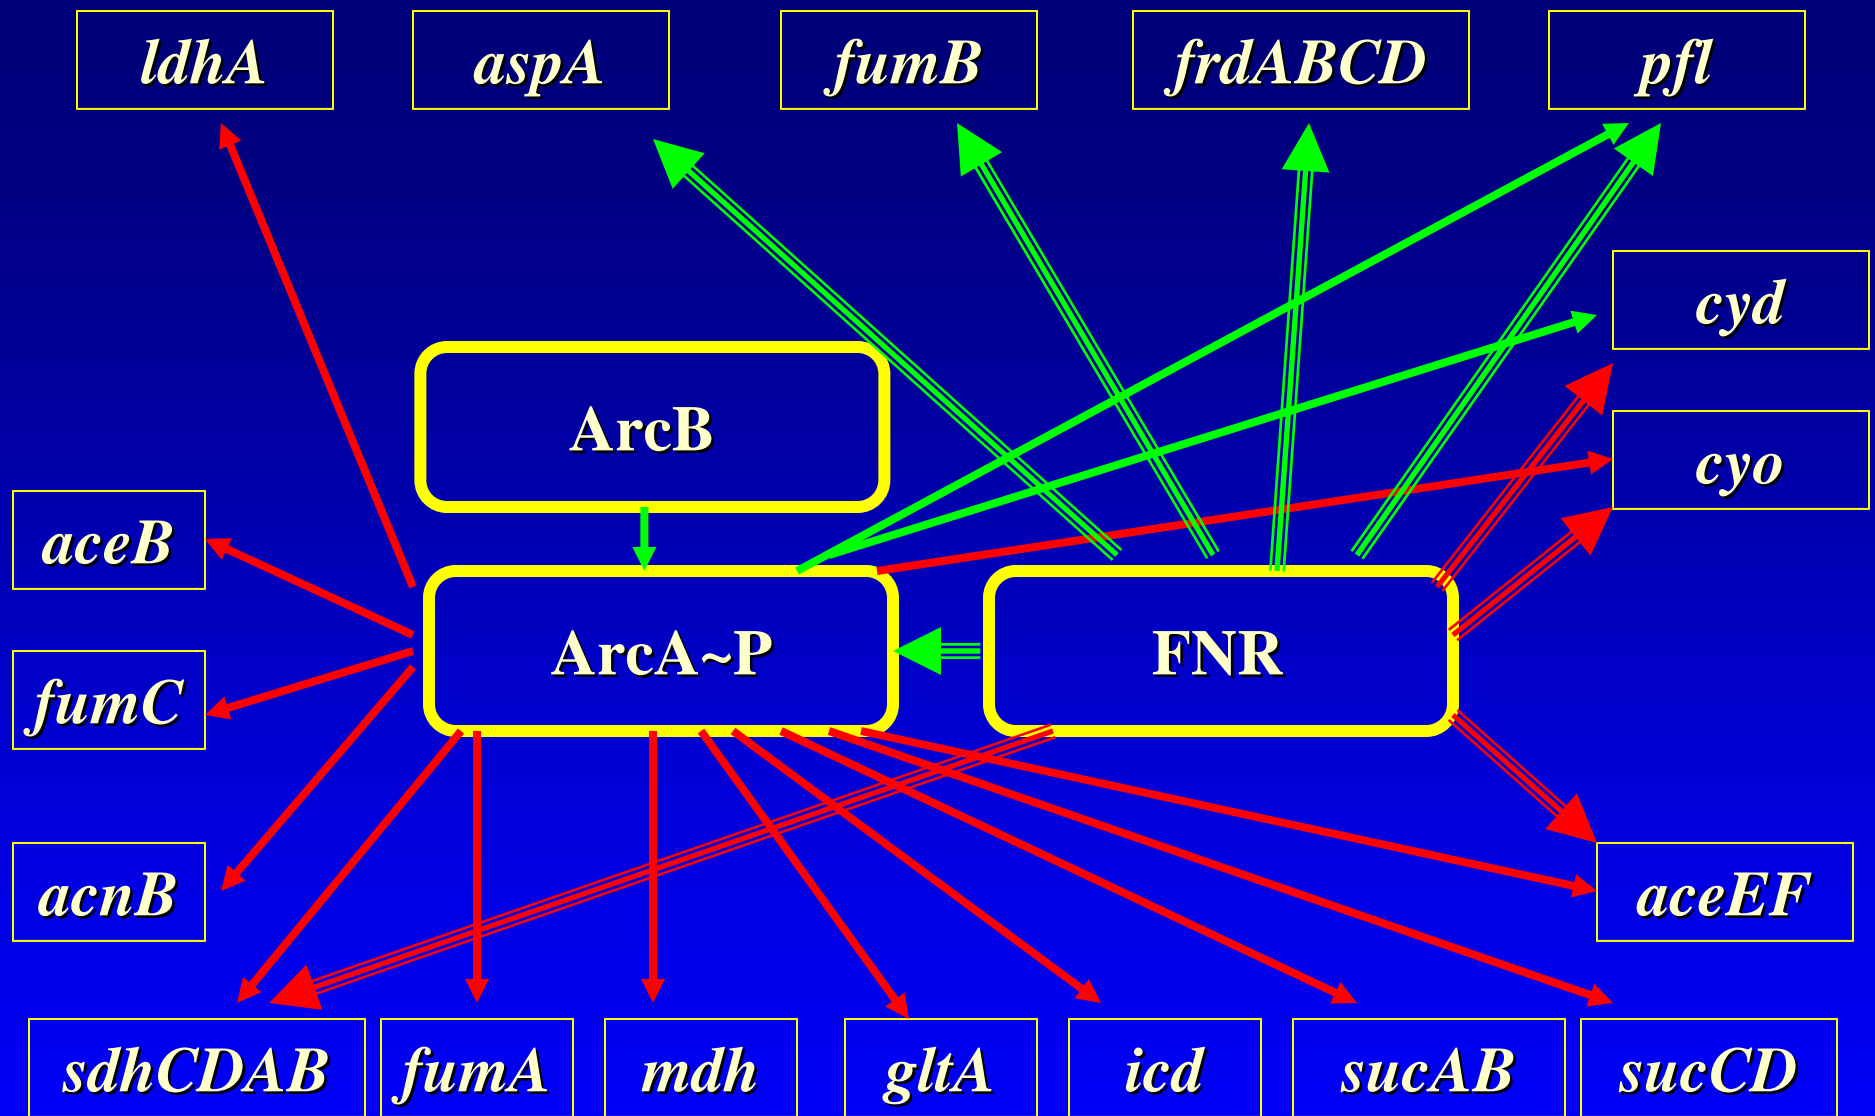 ldhA
aspA
fumB
frdABCD
pfl
cyd
ArcB
cyo
aceB
ArcA~P
FNR
fumC
acnB
aceEF
sdhCDAB
fumA
mdh
gltA
icd
sucAB
sucCD